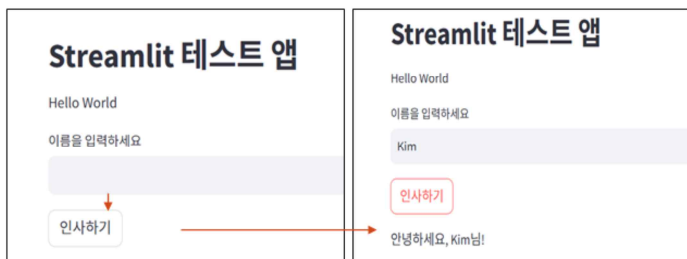 Streamlit 테스트 앱
Hello World
이름을 입력하세요
인사하기
Streamlit 테스트 앱
Hello World
이름을 입력하세요
Kim
인사하기
안녕하세요, Kim님!